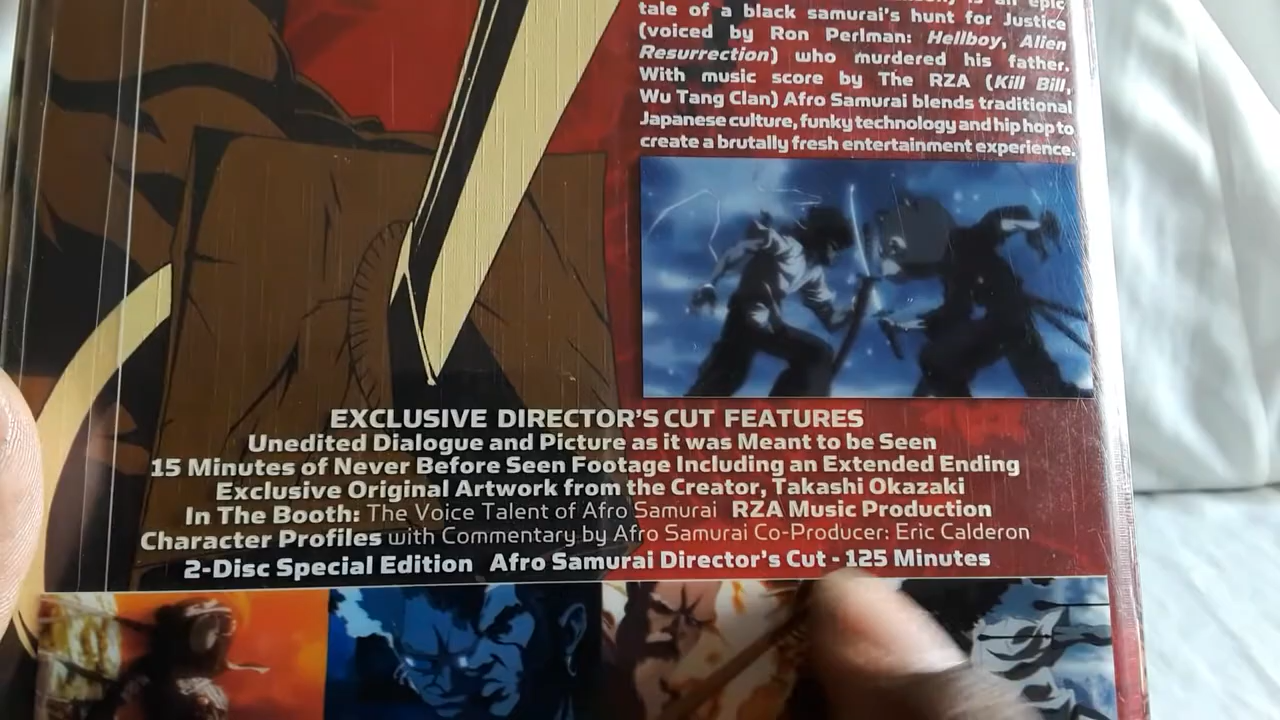 is an epic
tale of a black samurai's hunt for Justice
(voiced by Ron Perlman: Hellboy, Alien
Resurrection) who murdered his father.
With music score by The RZA (Kill Bill,
Wu Tang Clan) Afro Samurai blends traditional
Japanese culture, funky technology and hip hop to
create a brutally fresh entertainment experience.
EXCLUSIVE DIRECTOR'S CUT FEATURES
Unedited Dialogue and Picture as it was Meant to be Seen
15 Minutes of Never Before Seen Footage Including an Extended Ending
Exclusive Original Artwork from the Creator, Takashi Okazaki
In The Booth: The Voice Talent of Afro Samurai RZA Music Production
Character Profiles with Commentary by Afro Samurai Co-Producer: Eric Calderon
2-Disc Special Edition Afro Samurai Director's Cut - 125 Minutes